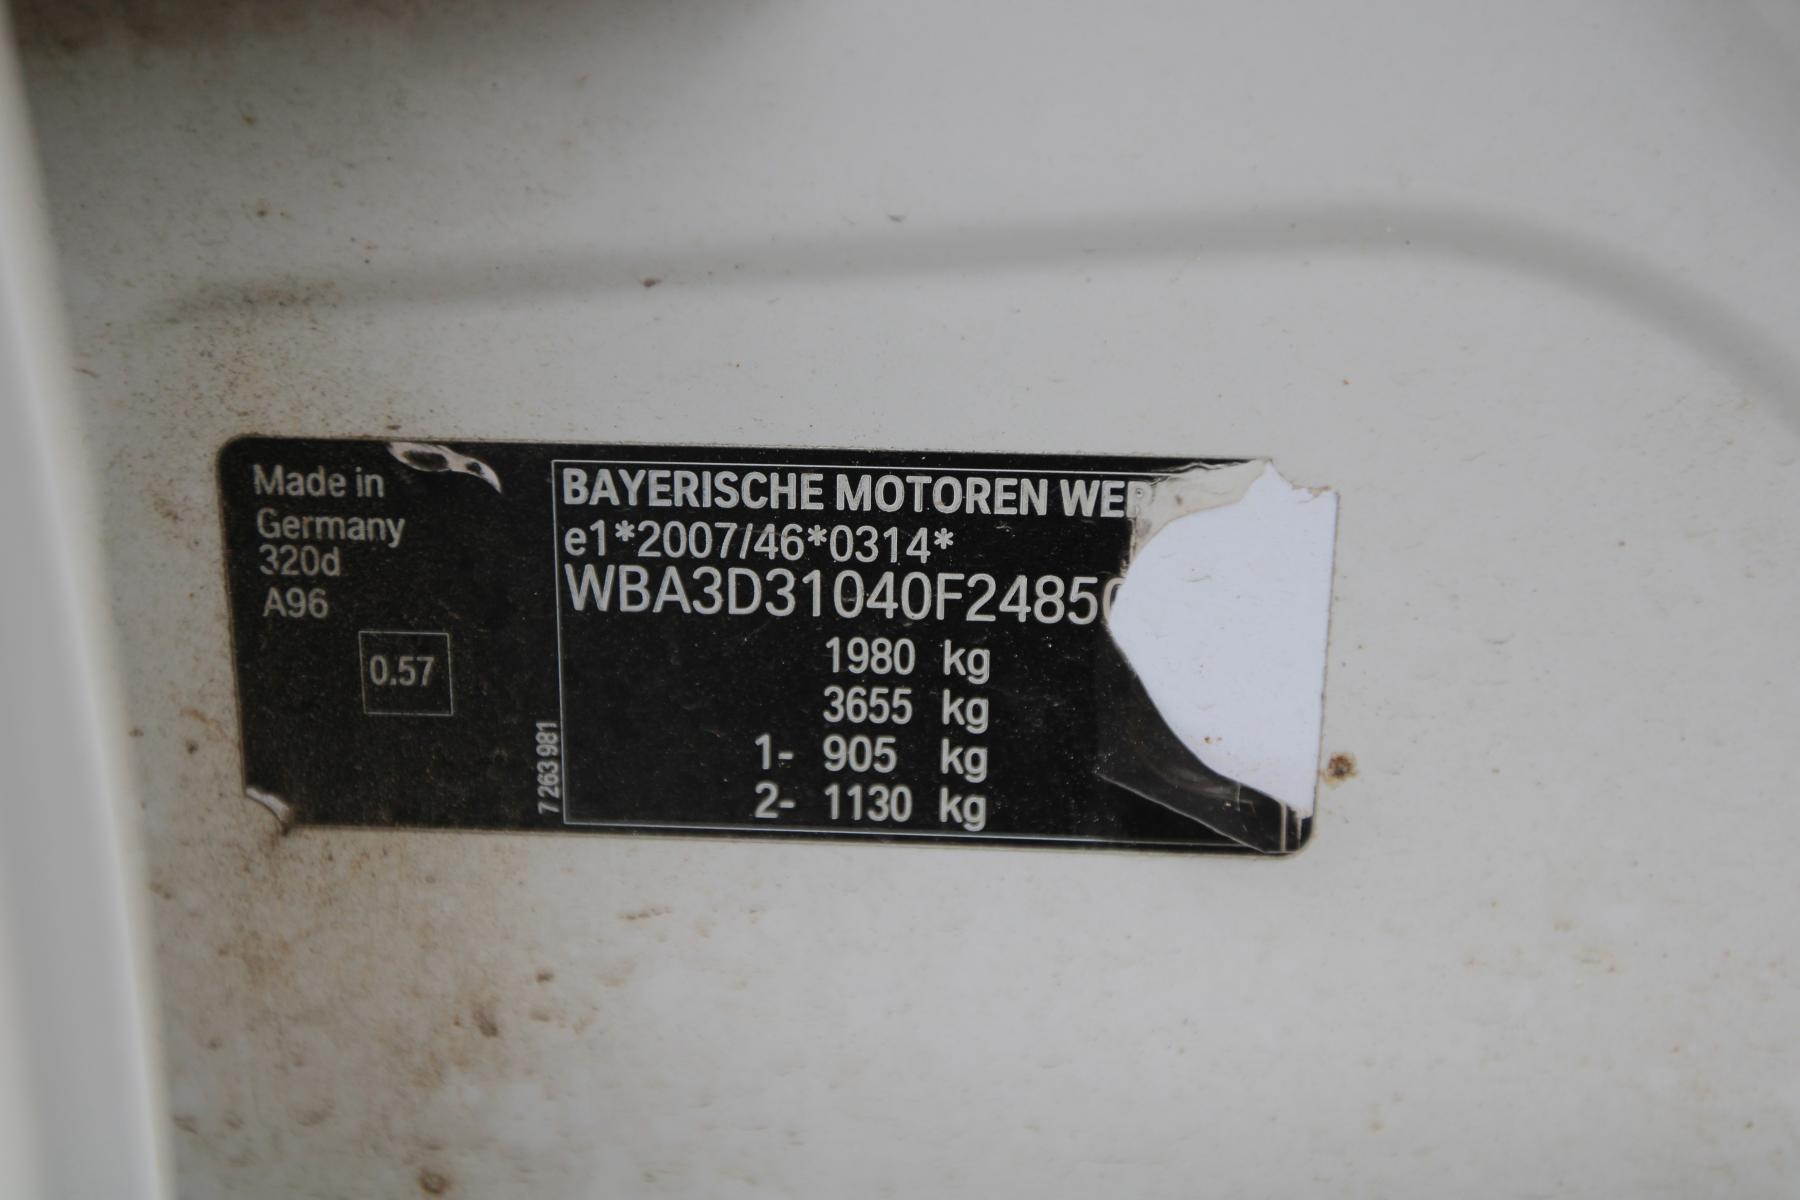 Made in
Germany
320d
A96
0.57
7 263 981
BAYERISCHE MOTOREN WER
e1*2007/46*0314*
WBA3D31040F2485
1980 kg
3655 kg
1- 905 kg
2- 1130 kg